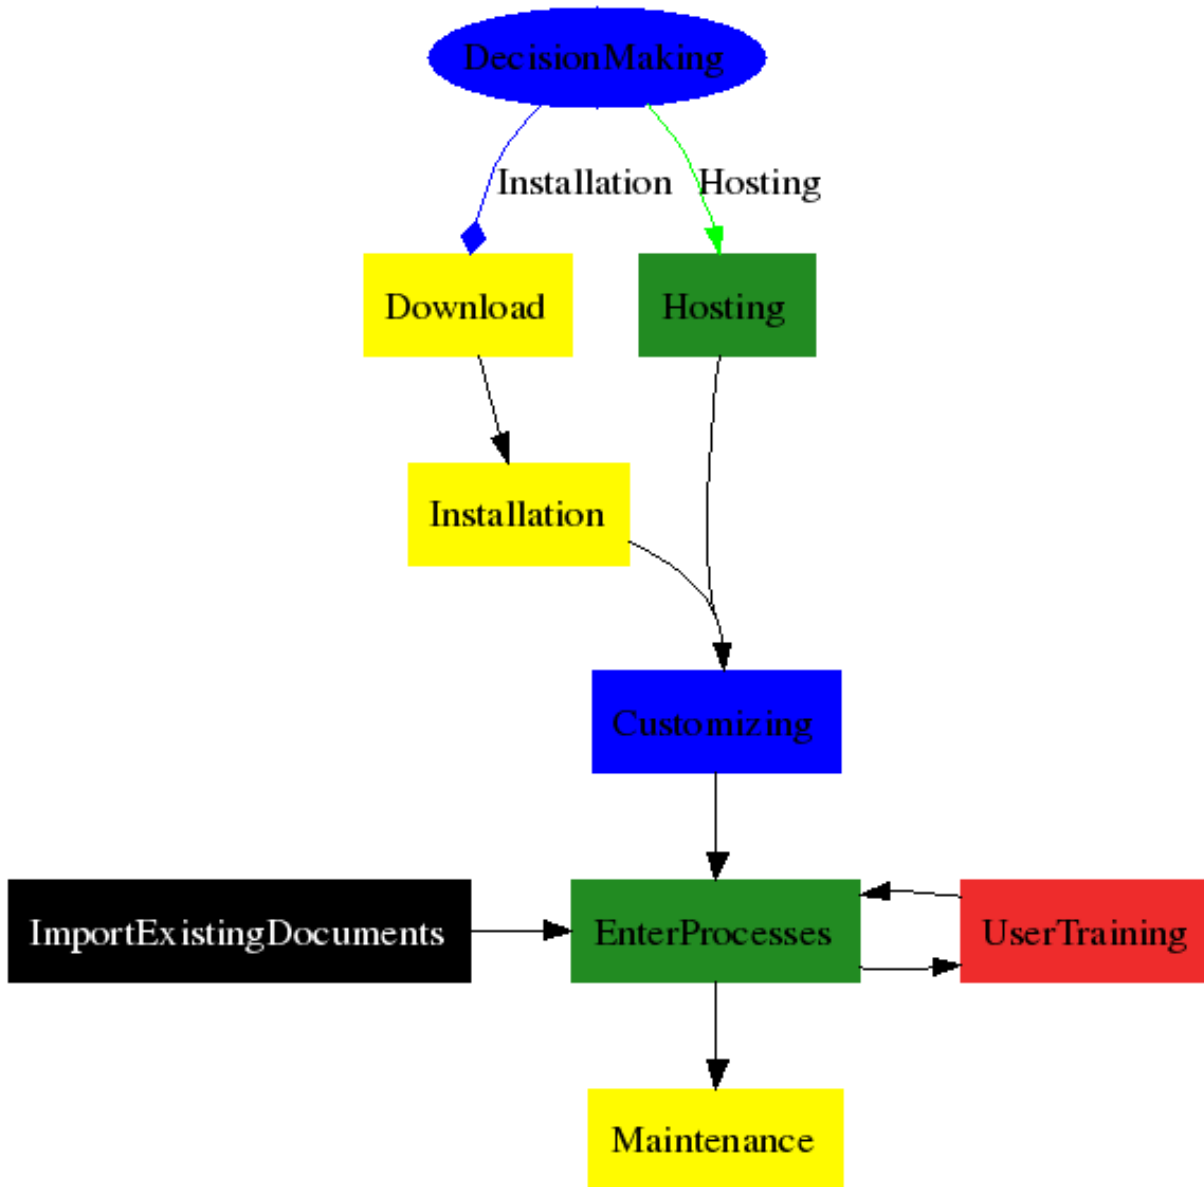 DecisionMaking
Installation
Hosting
Download
Hosting
Installation
Customizing
ImportExistingDocuments
EnterProcesses
UserTraining
Maintenance